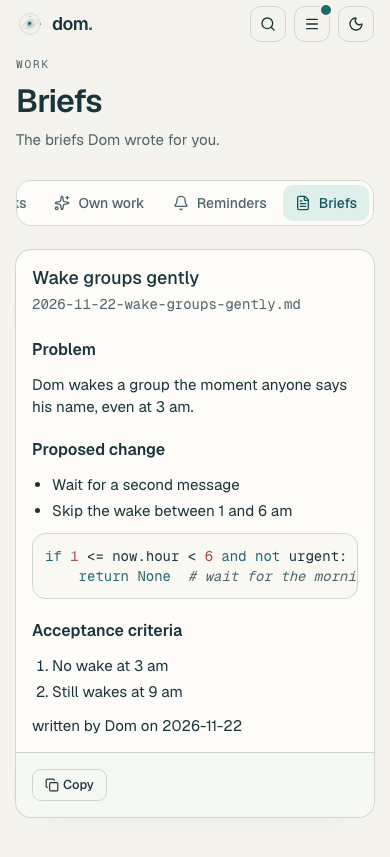 dom.
WORK
Briefs
The briefs Dom wrote for you.
Own work
Reminders
Briefs
Wake groups gently
2026-11-22-wake-groups-gently.md
Problem
Dom wakes a group the moment anyone says
his name, even at 3 am.
Proposed change
Wait for a second message
Skip the wake between 1 and 6 am
if 1 <= now.hour < 6 and not urgent:
return None # wait for the
Acceptance criteria
1. No wake at 3 am
2. Still wakes at 9 am
written by Dom on 2026-11-22
Copy